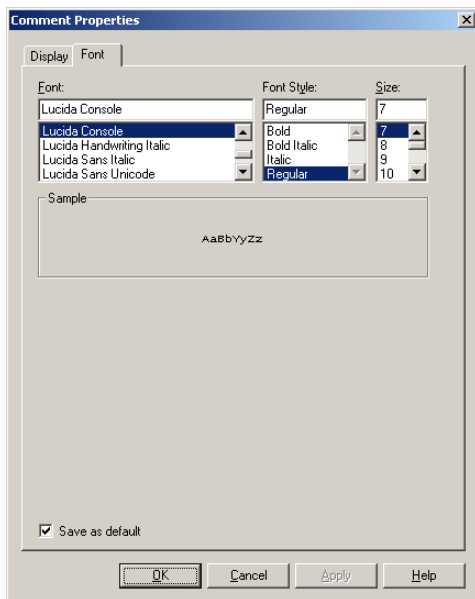 Comment Properties
Display Font
Font: Font Style: Size:
Lucida Console Regular 7
Lucida Console Bold 7
Lucida Handwriting Italic Bold Italic 8
Lucida Sans Italic Italic 9
Lucida Sans Unicode Regular 10
Sample
AaBbYyZz
Save as default
OK Cancel Apply Help